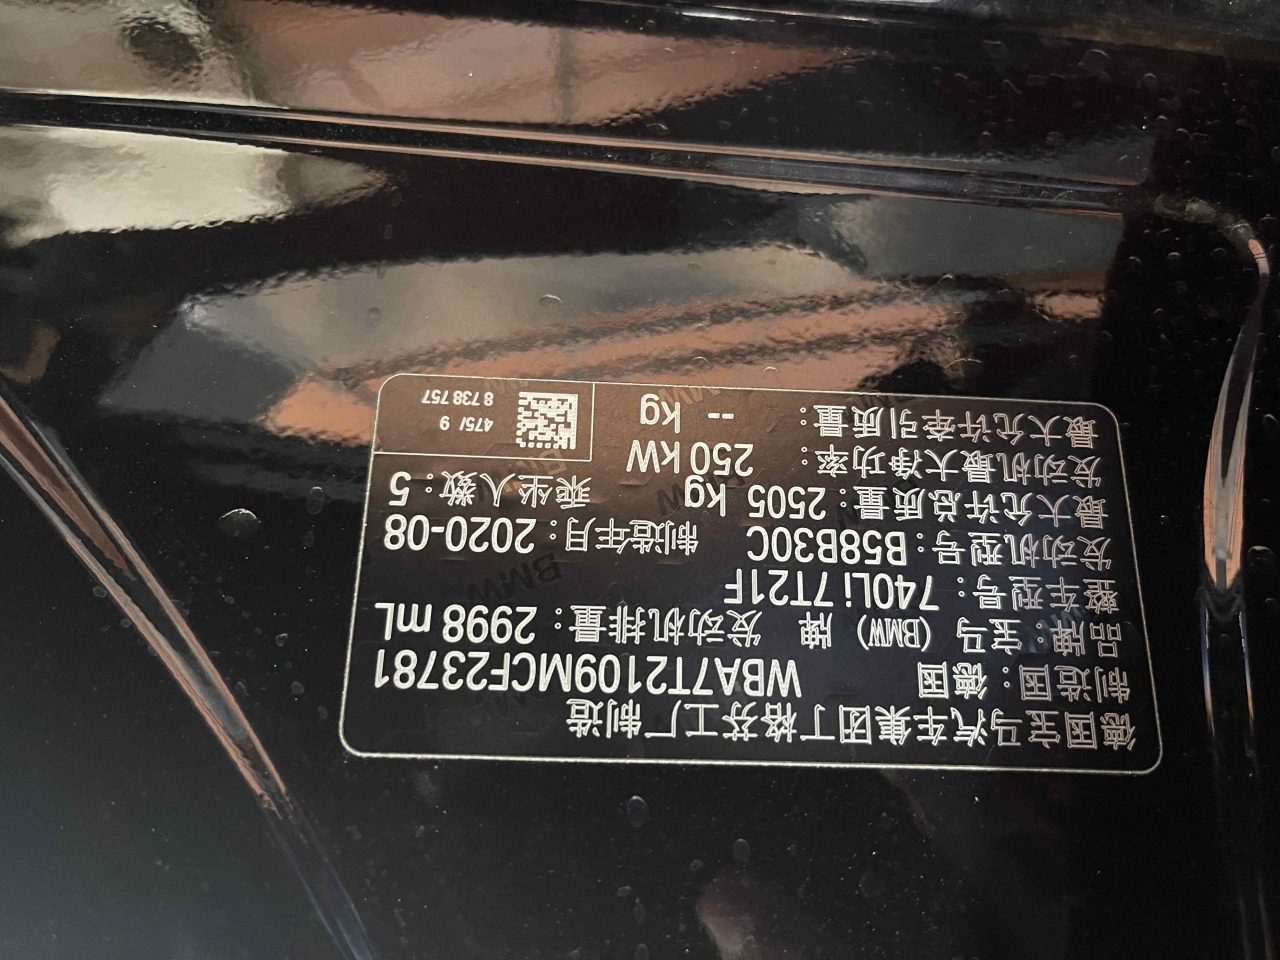 德国宝马汽车集团丁格芬工厂 制造
制造国：德国 WBA7T2109MCF23781
品牌：宝马（BMW）牌 发动机排量：2998 mL
整车型号：740Li 7T21F
发动机型号：B58B30C 制造年月：2020-08
最大允许总质量：2505 kg 乘坐人数：5
发动机最大净功率： 250 kW
最大允许牵引质量： -- kg
475/ 9
8 738 757
BMW